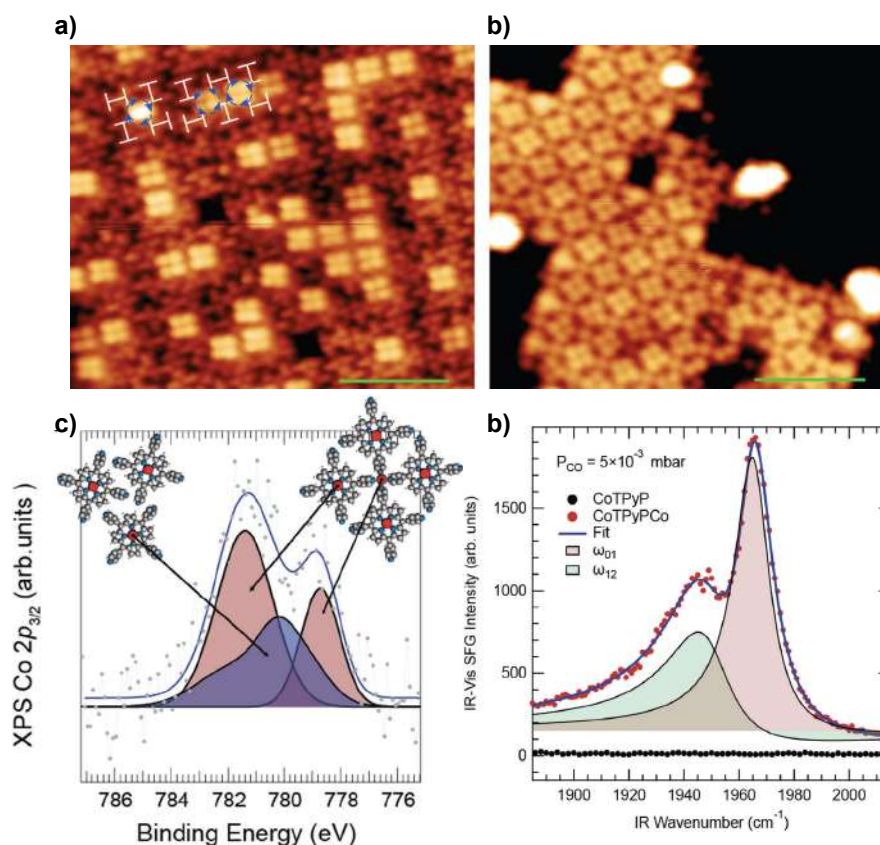 a)
b)
c)
XPS Co 2p3/2 (arb.units)
786 784 782 780 778 776
Binding Energy (eV)
b)
IR-Vis SFG Intensity (arb. units)
1500
1000
500
0
PCO = 5×10⁻³ mbar
CoTPyP
CoTPyPCo
Fit
ω01
ω12
1900 1920 1940 1960 1980 2000
IR Wavenumber (cm⁻¹)